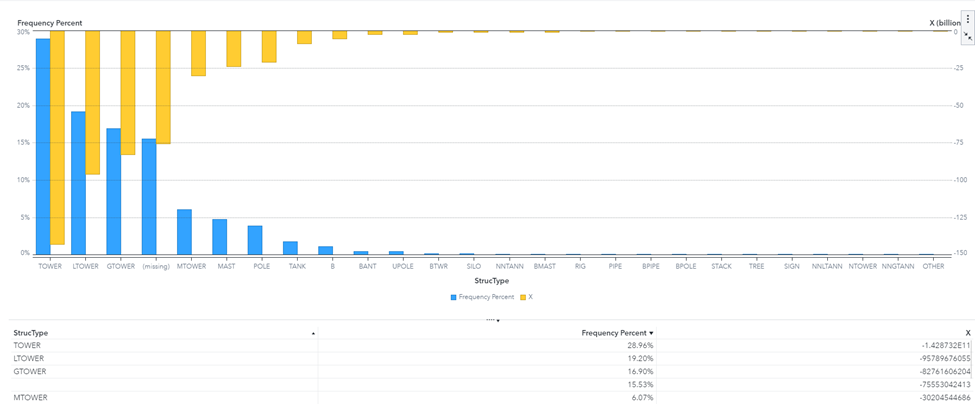 Frequency Percent X (billion
30% 0
25% -25
20% -50
15% -75
10% -100
5% -125
0% -150
TOWER LTOWER GTOWER (missing) MTOWER MAST POLE TANK B BANT UPOLE BTWR SILO NNTANN BMAST RIG PIPE BPIPE BPOLE STACK TREE SIGN NNLTANN NTOWER NNGTANN OTHER
StrucType
Frequency Percent X
StrucType Frequency Percent X
TOWER 28.96% -1.428732E11
LTOWER 19.20% -95789676055
GTOWER 16.90% -82761606204
15.53% -75553042413
MTOWER 6.07% -30204544686